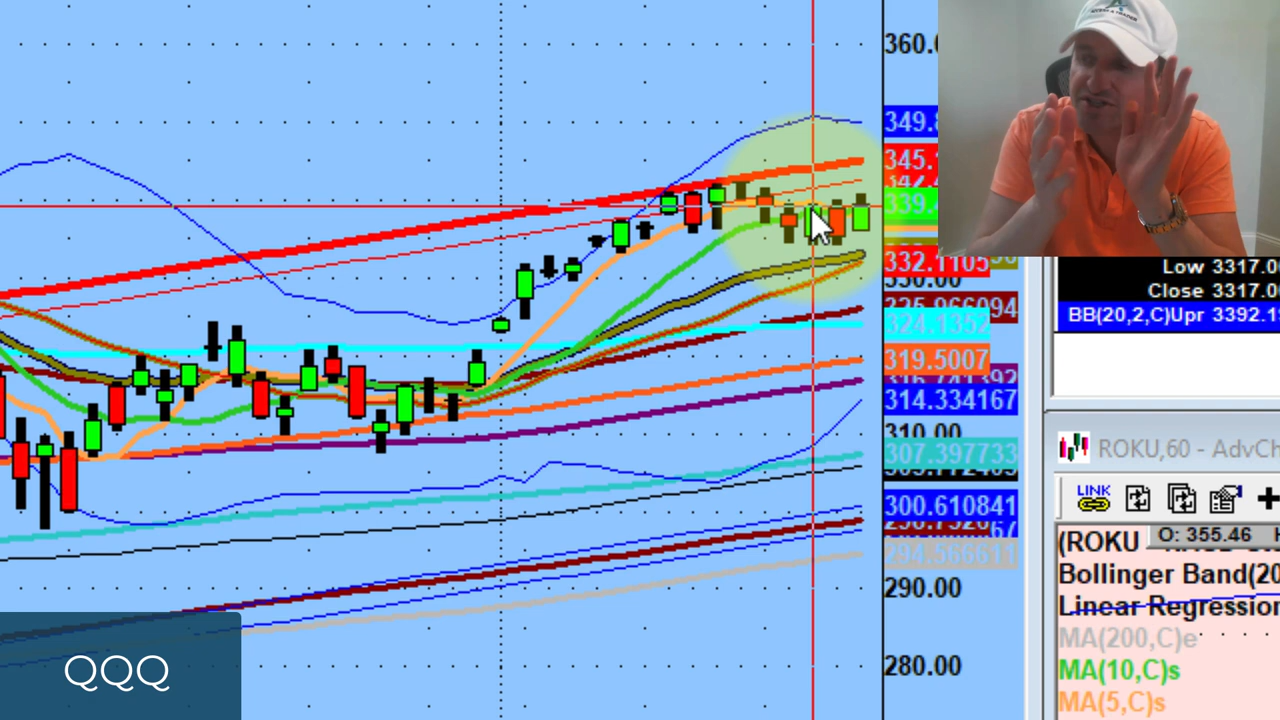 360.
349.8
345.
339.
332.1105
330.00
324.1352
319.5007
314.334167
310.00
307.397733
300.610841
290.00
280.00
Low 3317.0
Close 3317.0
BB(20,2,C)Upr 3392.1
ROKU,60 - AdvCh
LINK
O: 355.46
(ROKU
Bollinger Band(20
Linear Regression
MA(200,C)e
MA(10,C)s
MA(5,C)s
QQQ